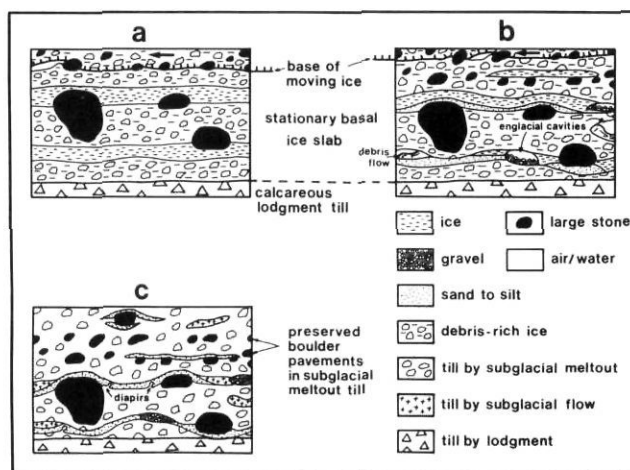 a
b
base of
moving ice
stationary basal
ice slab
englacial cavities
debris
flow
calcareous
lodgment till
c
diapirs
preserved
boulder
pavements
in subglacial
meltout till
ice
large stone
gravel
air/water
sand to silt
debris-rich ice
till by subglacial meltout
till by subglacial flow
till by lodgment